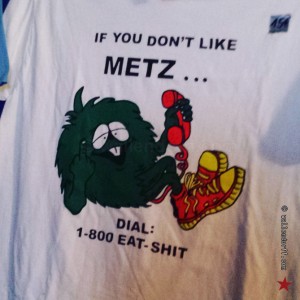 IF YOU DON'T LIKE
METZ ...
DIAL:
1-800 EAT-SHIT